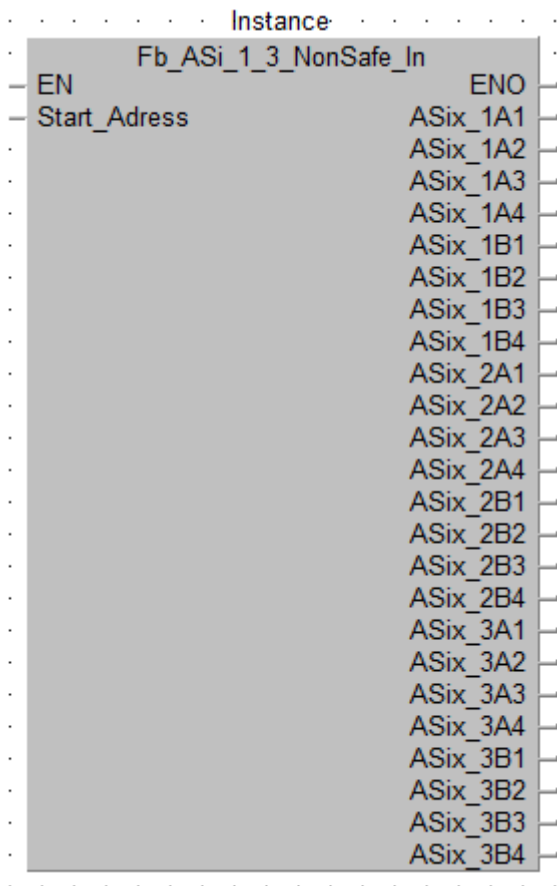 Instance
Fb_ASi_1_3_NonSafe_In
EN ENO
Start_Adress ASix_1A1
ASix_1A2
ASix_1A3
ASix_1A4
ASix_1B1
ASix_1B2
ASix_1B3
ASix_1B4
ASix_2A1
ASix_2A2
ASix_2A3
ASix_2A4
ASix_2B1
ASix_2B2
ASix_2B3
ASix_2B4
ASix_3A1
ASix_3A2
ASix_3A3
ASix_3A4
ASix_3B1
ASix_3B2
ASix_3B3
ASix_3B4